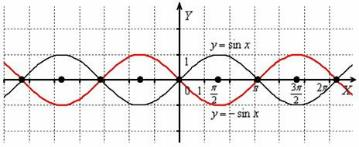 Y
y = sin x
1
0 1 π/2 π 3π/2 2π X
y = − sin x